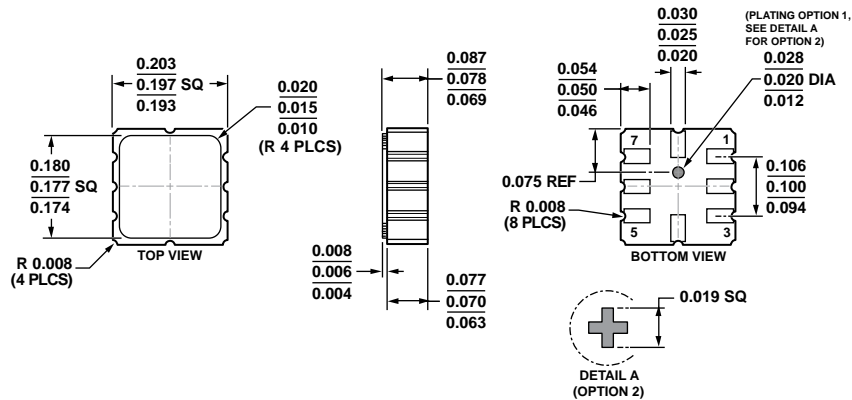 0.203
0.197 SQ
0.193
0.020
0.015
0.010
(R 4 PLCS)
0.180
0.177 SQ
0.174
R 0.008
(4 PLCS)
TOP VIEW
0.087
0.078
0.069
0.008
0.006
0.004
0.077
0.070
0.063
0.030
0.025
0.020
(PLATING OPTION 1,
SEE DETAIL A
FOR OPTION 2)
0.054
0.050
0.046
0.028
0.020 DIA
0.012
7
1
0.075 REF
0.106
0.100
0.094
R 0.008
(8 PLCS)
5
3
BOTTOM VIEW
0.019 SQ
DETAIL A
(OPTION 2)